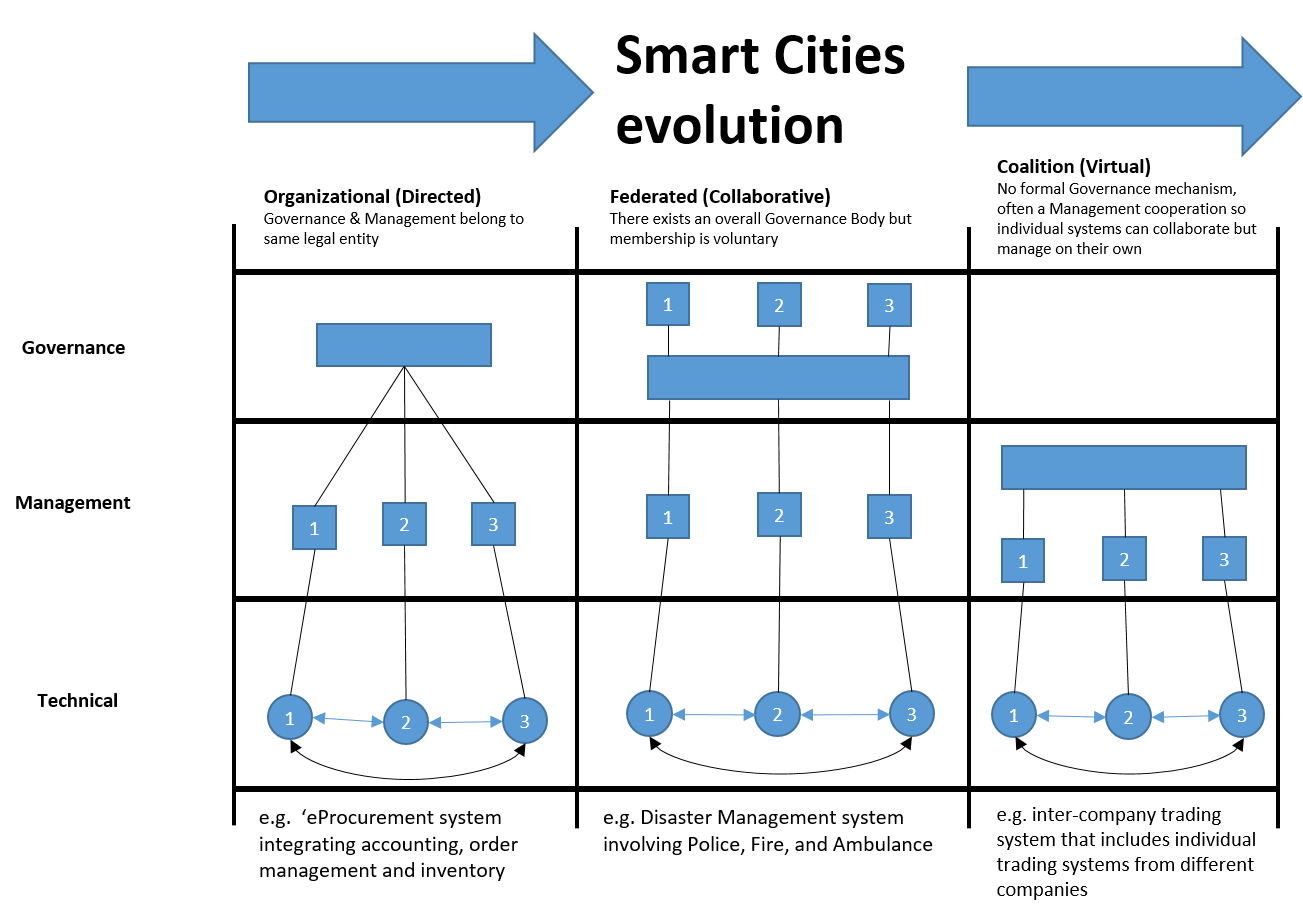 Smart Cities
evolution
Organizational (Directed)
Governance & Management belong to
same legal entity
Federated (Collaborative)
There exists an overall Governance Body but
membership is voluntary
Coalition (Virtual)
No formal Governance mechanism,
often a Management cooperation so
individual systems can collaborate but
manage on their own
Governance
1 2 3
Management
1 2 3
1 2 3
1 2 3
Technical
1 2 3
1 2 3
1 2 3
e.g.  ‘eProcurement system
integrating accounting, order
management and inventory
e.g. Disaster Management system
involving Police, Fire, and Ambulance
e.g. inter-company trading
system that includes individual
trading systems from different
companies